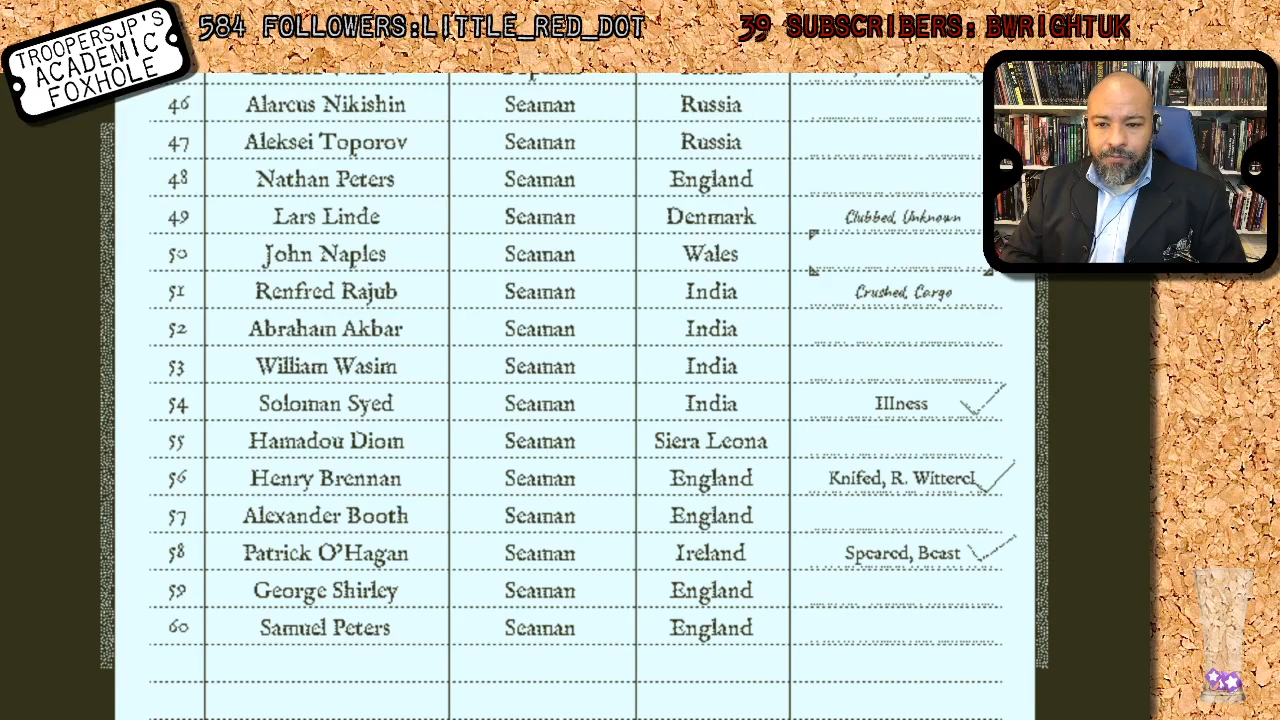 584 FOLLOWERS:LITTLE_RED_DOT
39 SUBSCRIBERS: BWRIGHTUK
TROOPERSJP'S
ACADEMIC
FOXHOLE
46 Alarcus Nikishin Seaman Russia
47 Aleksei Toporov Seaman Russia
48 Nathan Peters Seaman England
49 Lars Linde Seaman Denmark Clubbed, Unknown
50 John Naples Seaman Wales
51 Renfred Rajub Seaman India Crushed, Cargo
52 Abraham Akbar Seaman India
53 William Wasim Seaman India
54 Soloman Syed Seaman India Illness
55 Hamadou Diom Seaman Siera Leona
56 Henry Brennan Seaman England Knifed, R. Witterel
57 Alexander Booth Seaman England
58 Patrick O'Hagan Seaman Ireland Speared, Beast
59 George Shirley Seaman England
60 Samuel Peters Seaman England